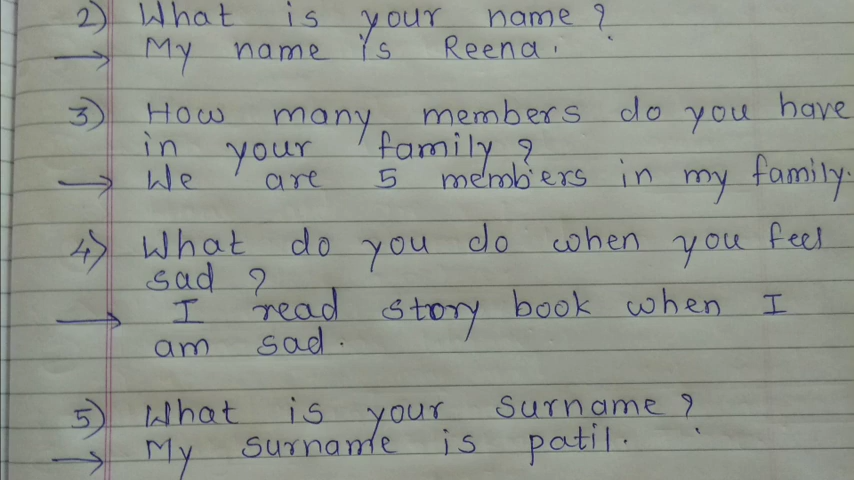 2) What is your name?
→ My name is Reena.
3) How many members do you have
in your family?
→ We are 5 members in my family.
4) What do you do when you feel
sad?
→ I read story book when I
am sad.
5) What is your surname?
→ My surname is patil.